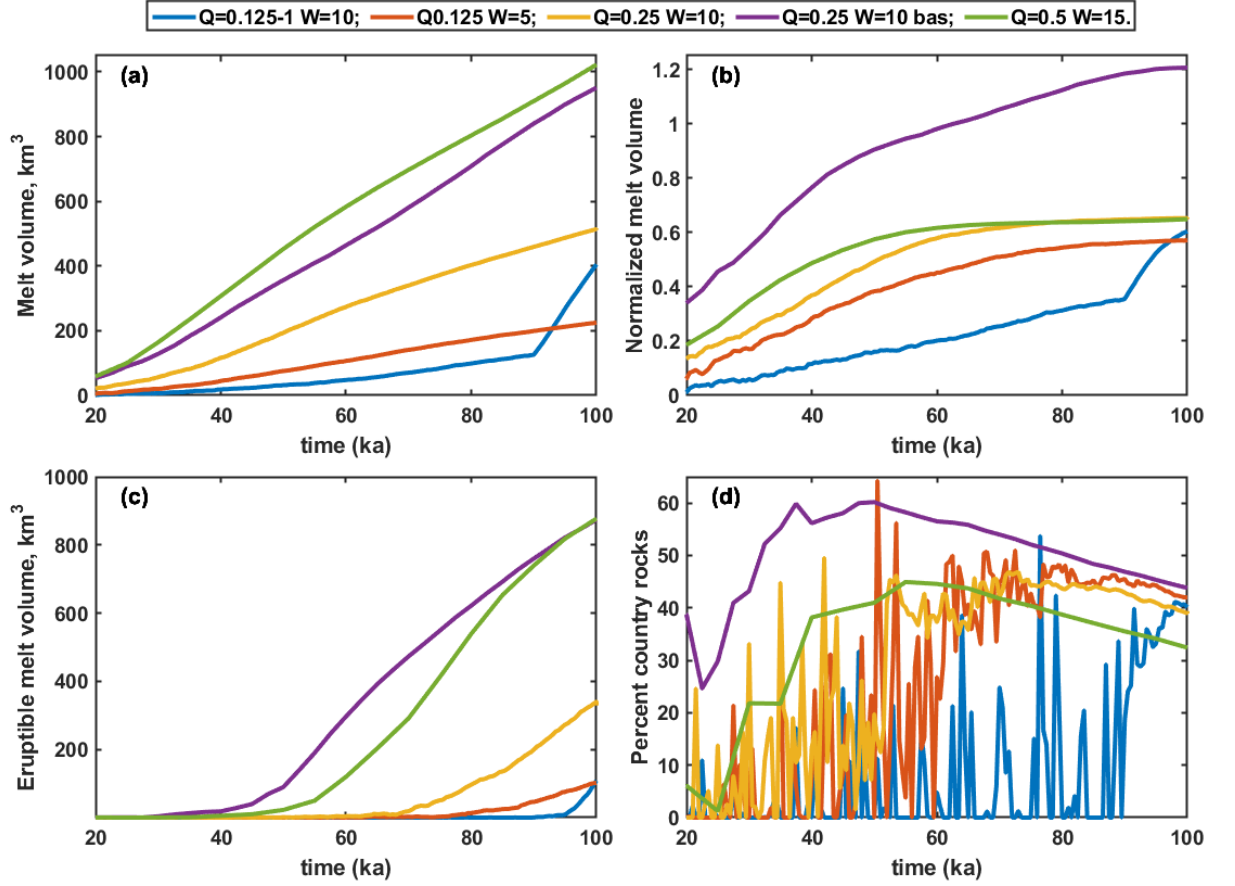 Q=0.125-1 W=10; Q0.125 W=5; Q=0.25 W=10; Q=0.25 W=10 bas; Q=0.5 W=15.
(a)
Melt volume, km³
1000
800
600
400
200
0
20 40 60 80 100
time (ka)
(b)
Normalized melt volume
1.2
1
0.8
0.6
0.4
0.2
0
20 40 60 80 100
time (ka)
(c)
Eruptible melt volume, km³
1000
800
600
400
200
20 40 60 80 100
time (ka)
(d)
Percent country rocks
60
50
40
30
20
10
0
20 40 60 80 100
time (ka)